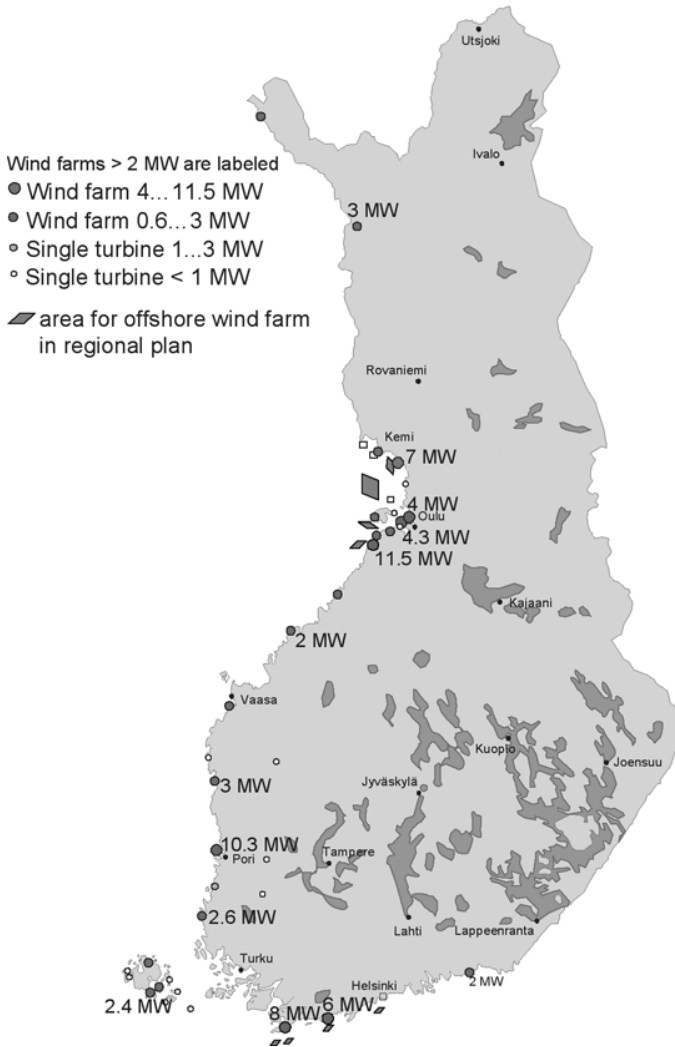 Utsjoki
Ivalo
Wind farms > 2 MW are labeled
Wind farm 4... 11.5 MW
Wind farm 0.6... 3 MW
Single turbine 1...3 MW
Single turbine < 1 MW
area for offshore wind farm
in regional plan
3 MW
Rovaniemi
Kemi
7 MW
4 MW
Oulu
4.3 MW
11.5 MW
Kajaani
2 MW
Vaasa
Kuopio
Joensuu
Jyväskylä
3 MW
10.3 MW
Pori
Tampere
2.6 MW
Lahti
Lappeenranta
Turku
Helsinki
2 MW
2.4 MW
6 MW
8 MW